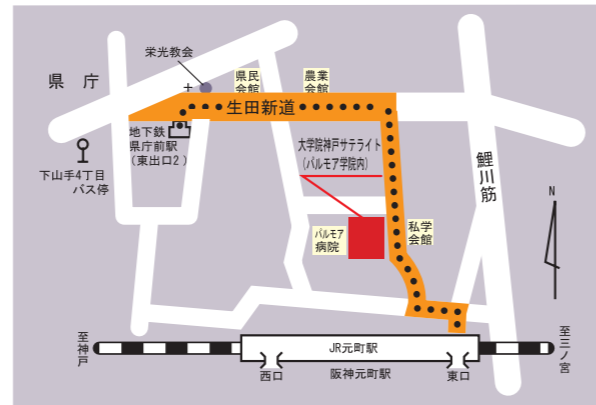 栄光教会
県庁
県民
会館
農業
会館
生田新道
地下鉄
県庁前駅
(東出口2)
大学院神戸サテライト
(パルモア学院内)
下山手4丁目
バス停
鯉川筋
N
パルモア
病院
私学
会館
至神戸
JR元町駅
至三ノ宮
西口
阪神元町駅
東口